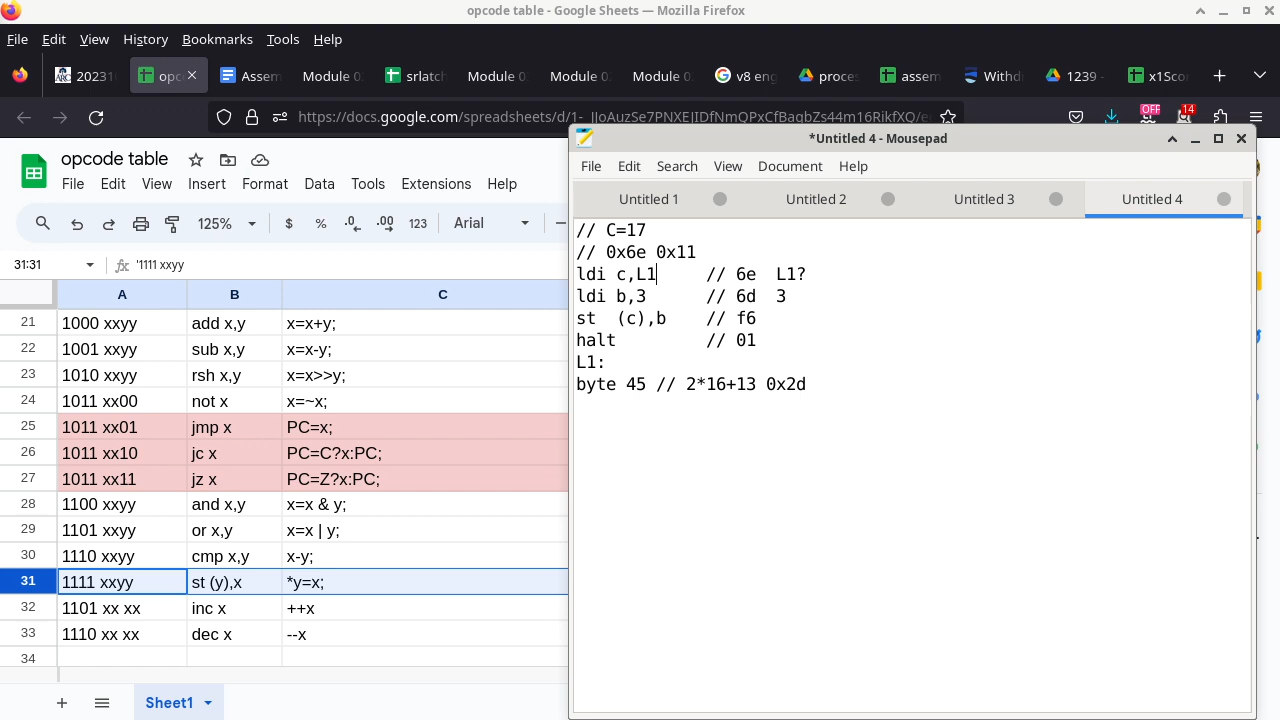 opcode table - Google Sheets — Mozilla Firefox
File Edit View History Bookmarks Tools Help
20231 opc Assem Module 0 srlatch Module 0 Module 0 Module 0 v8 eng proces assem Withd 1239 - x1Sco
https://docs.google.com/spreadsheets/d/1-_JIoAuzSe7PNXEJIDfNmQPxCfBaqbZs44m16RikfXQ/e
OFF 14
opcode table
File Edit View Insert Format Data Tools Extensions Help
125% $ % .0 .00 123 Arial
31:31 fx '1111 xxyy
A B C
21 1000 xxyy add x,y x=x+y;
22 1001 xxyy sub x,y x=x-y;
23 1010 xxyy rsh x,y x=x>>y;
24 1011 xx00 not x x=~x;
25 1011 xx01 jmp x PC=x;
26 1011 xx10 jc x PC=C?x:PC;
27 1011 xx11 jz x PC=Z?x:PC;
28 1100 xxyy and x,y x=x & y;
29 1101 xxyy or x,y x=x | y;
30 1110 xxyy cmp x,y x-y;
31 1111 xxyy st (y),x *y=x;
32 1101 xx xx inc x ++x
33 1110 xx xx dec x --x
34
Sheet1
*Untitled 4 - Mousepad
File Edit Search View Document Help
Untitled 1 Untitled 2 Untitled 3 Untitled 4
// C=17
// 0x6e 0x11
ldi c,L1 // 6e L1?
ldi b,3 // 6d 3
st (c),b // f6
halt // 01
L1:
byte 45 // 2*16+13 0x2d